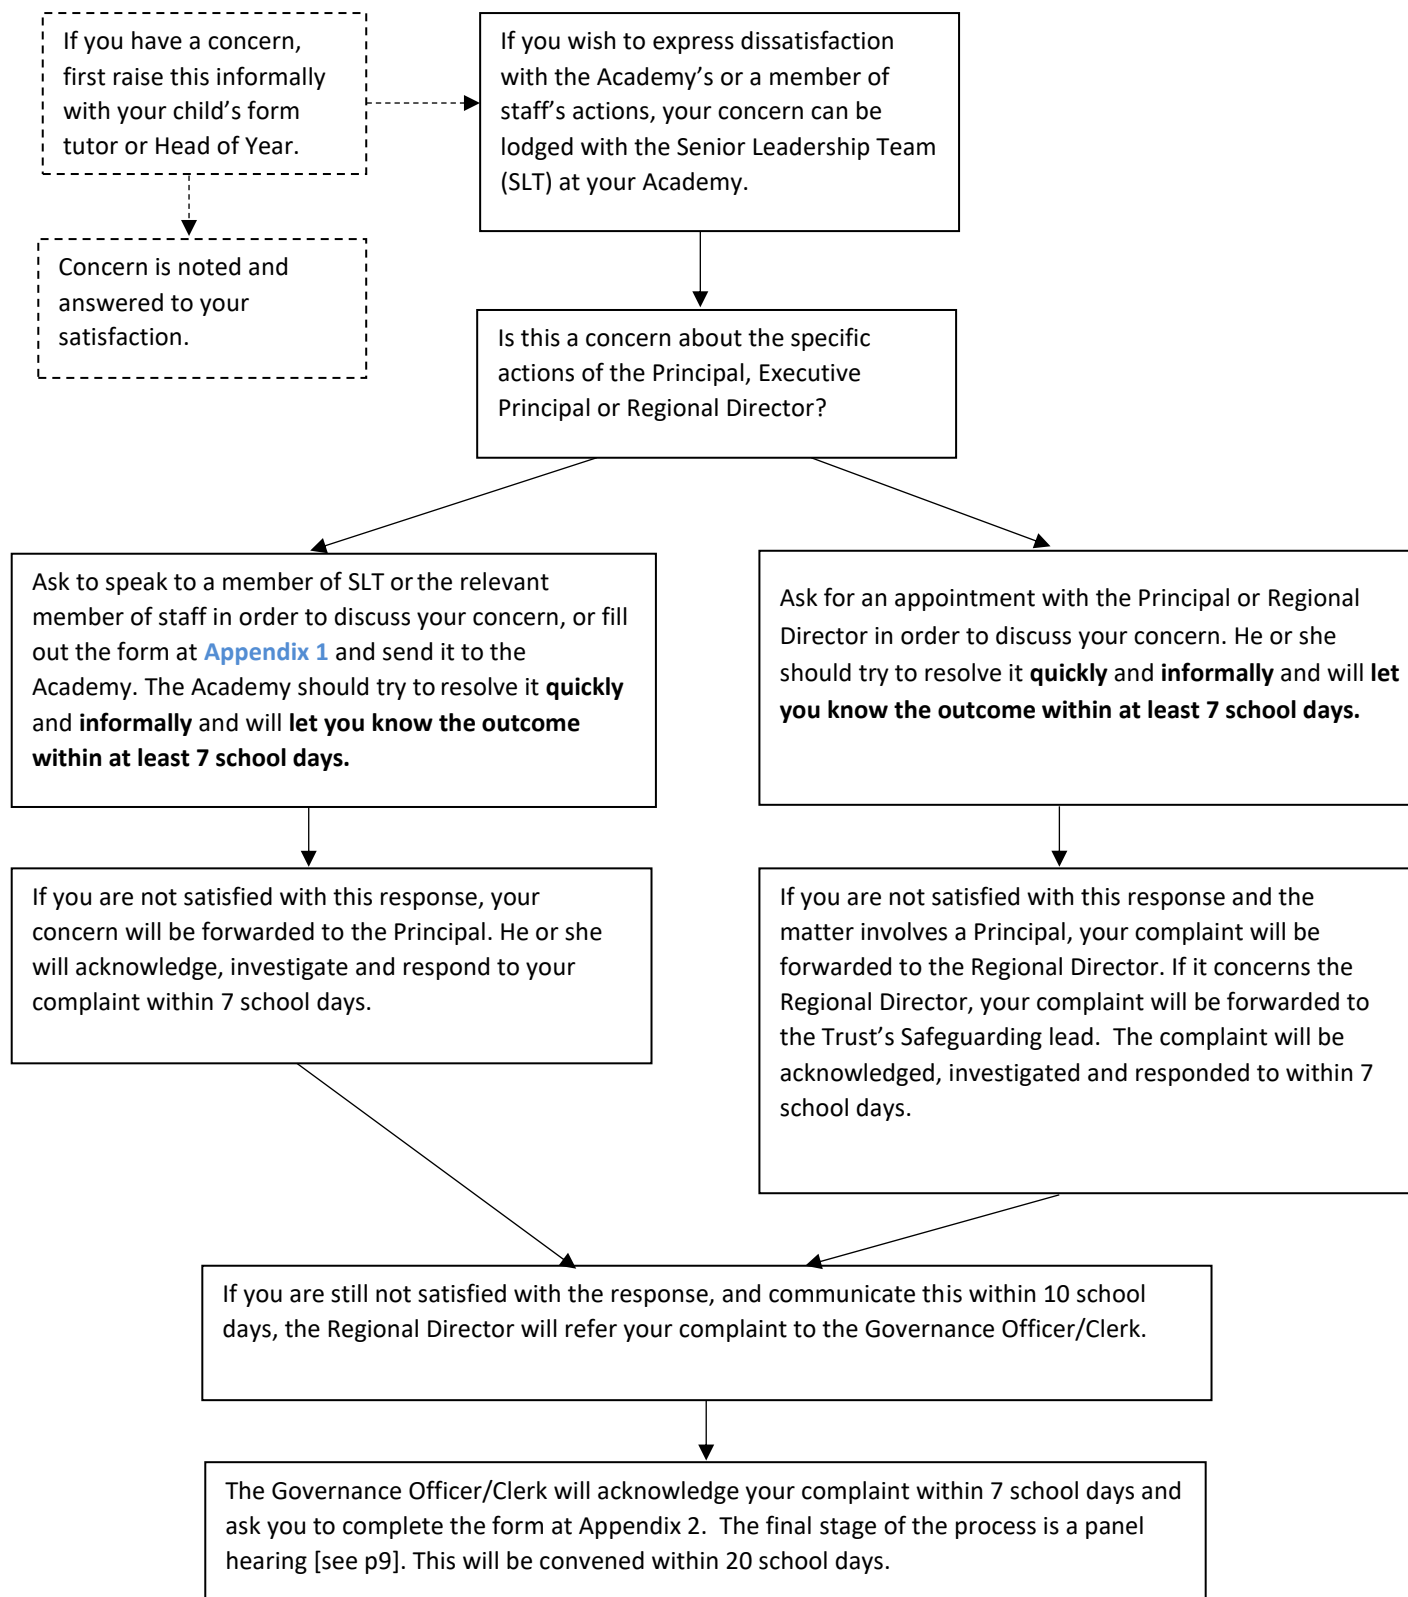 If you have a concern,
first raise this informally
with your child’s form
tutor or Head of Year.
If you wish to express dissatisfaction
with the Academy’s or a member of
staff’s actions, your concern can be
lodged with the Senior Leadership Team
(SLT) at your Academy.
Concern is noted and
answered to your
satisfaction.
Is this a concern about the specific
actions of the Principal, Executive
Principal or Regional Director?
Ask to speak to a member of SLT or the relevant
member of staff in order to discuss your concern, or fill
out the form at Appendix 1 and send it to the
Academy. The Academy should try to resolve it quickly
and informally and will let you know the outcome
within at least 7 school days.
Ask for an appointment with the Principal or Regional
Director in order to discuss your concern. He or she
should try to resolve it quickly and informally and will let
you know the outcome within at least 7 school days.
If you are not satisfied with this response, your
concern will be forwarded to the Principal. He or she
will acknowledge, investigate and respond to your
complaint within 7 school days.
If you are not satisfied with this response and the
matter involves a Principal, your complaint will be
forwarded to the Regional Director. If it concerns the
Regional Director, your complaint will be forwarded to
the Trust’s Safeguarding lead. The complaint will be
acknowledged, investigated and responded to within 7
school days.
If you are still not satisfied with the response, and communicate this within 10 school
days, the Regional Director will refer your complaint to the Governance Officer/Clerk.
The Governance Officer/Clerk will acknowledge your complaint within 7 school days and
ask you to complete the form at Appendix 2. The final stage of the process is a panel
hearing [see p9]. This will be convened within 20 school days.